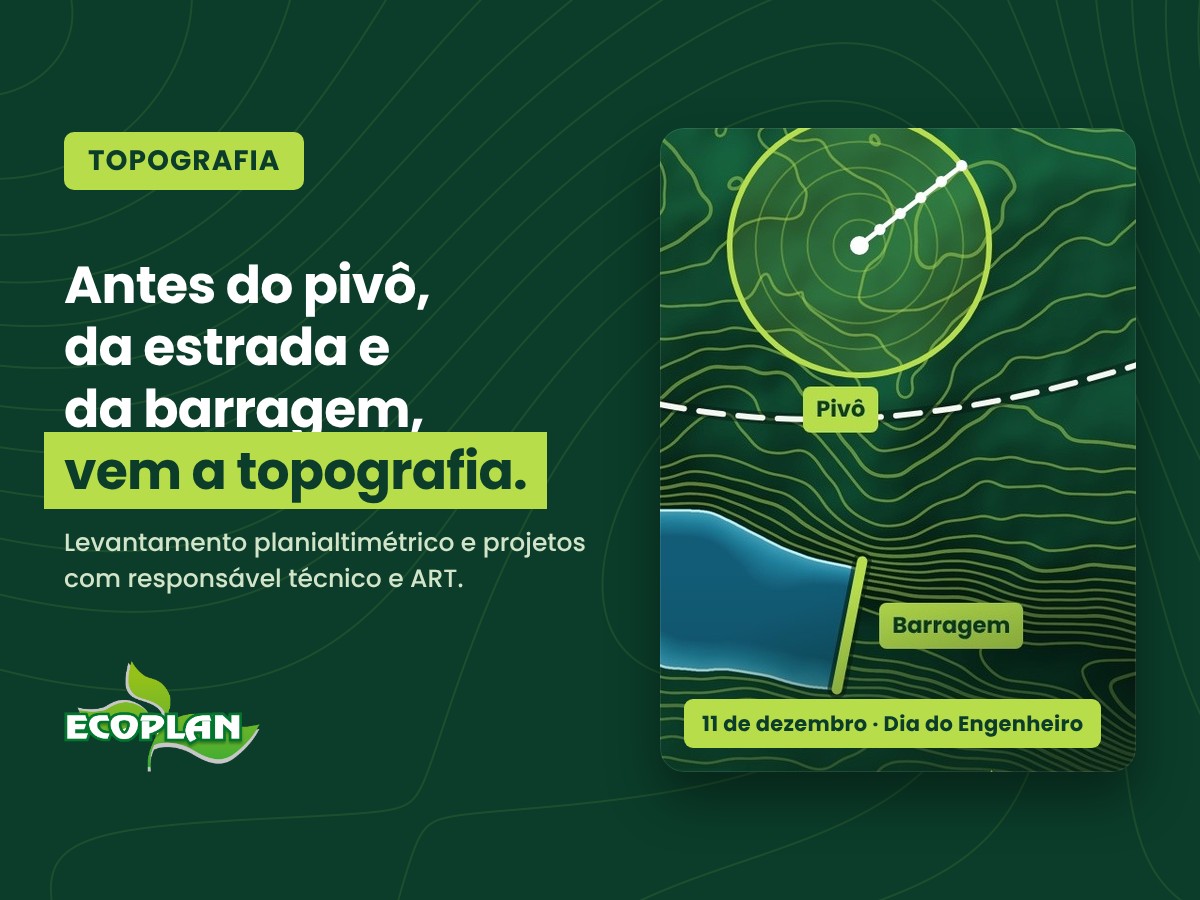 TOPOGRAFIA
Antes do pivô,
da estrada e
da barragem,
vem a topografia.
Levantamento planialtimétrico e projetos
com responsável técnico e ART.
ECOPLAN
Pivô
Barragem
11 de dezembro · Dia do Engenheiro